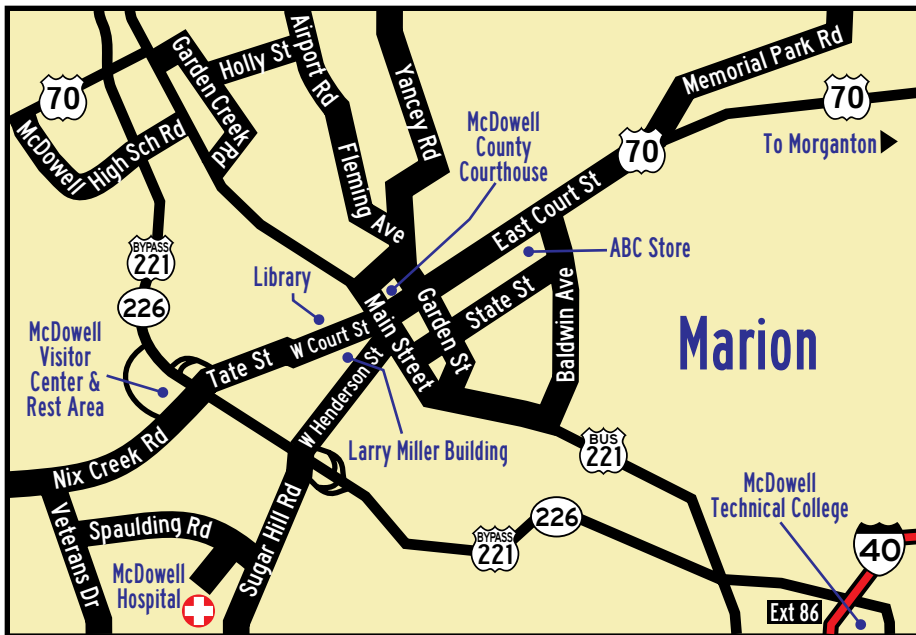 70
Garden Creek
Rd
Holly St
Airport Rd
Yancey Rd
Memorial Park Rd
McDowell
High Sch Rd
Fleming Ave
McDowell
County
Courthouse
70
70
To Morganton
East Court St
ABC Store
BYPASS
221
226
Library
Main Street
Garden St
State St
Baldwin Ave
Marion
McDowell
Visitor
Center &
Rest Area
Tate St
W Court St
W Henderson St
Larry Miller Building
BUS
221
Nix Creek Rd
Veterans Dr
Spaulding Rd
Sugar Hill Rd
McDowell
Hospital
BYPASS
221
226
McDowell
Technical College
40
Ext 86